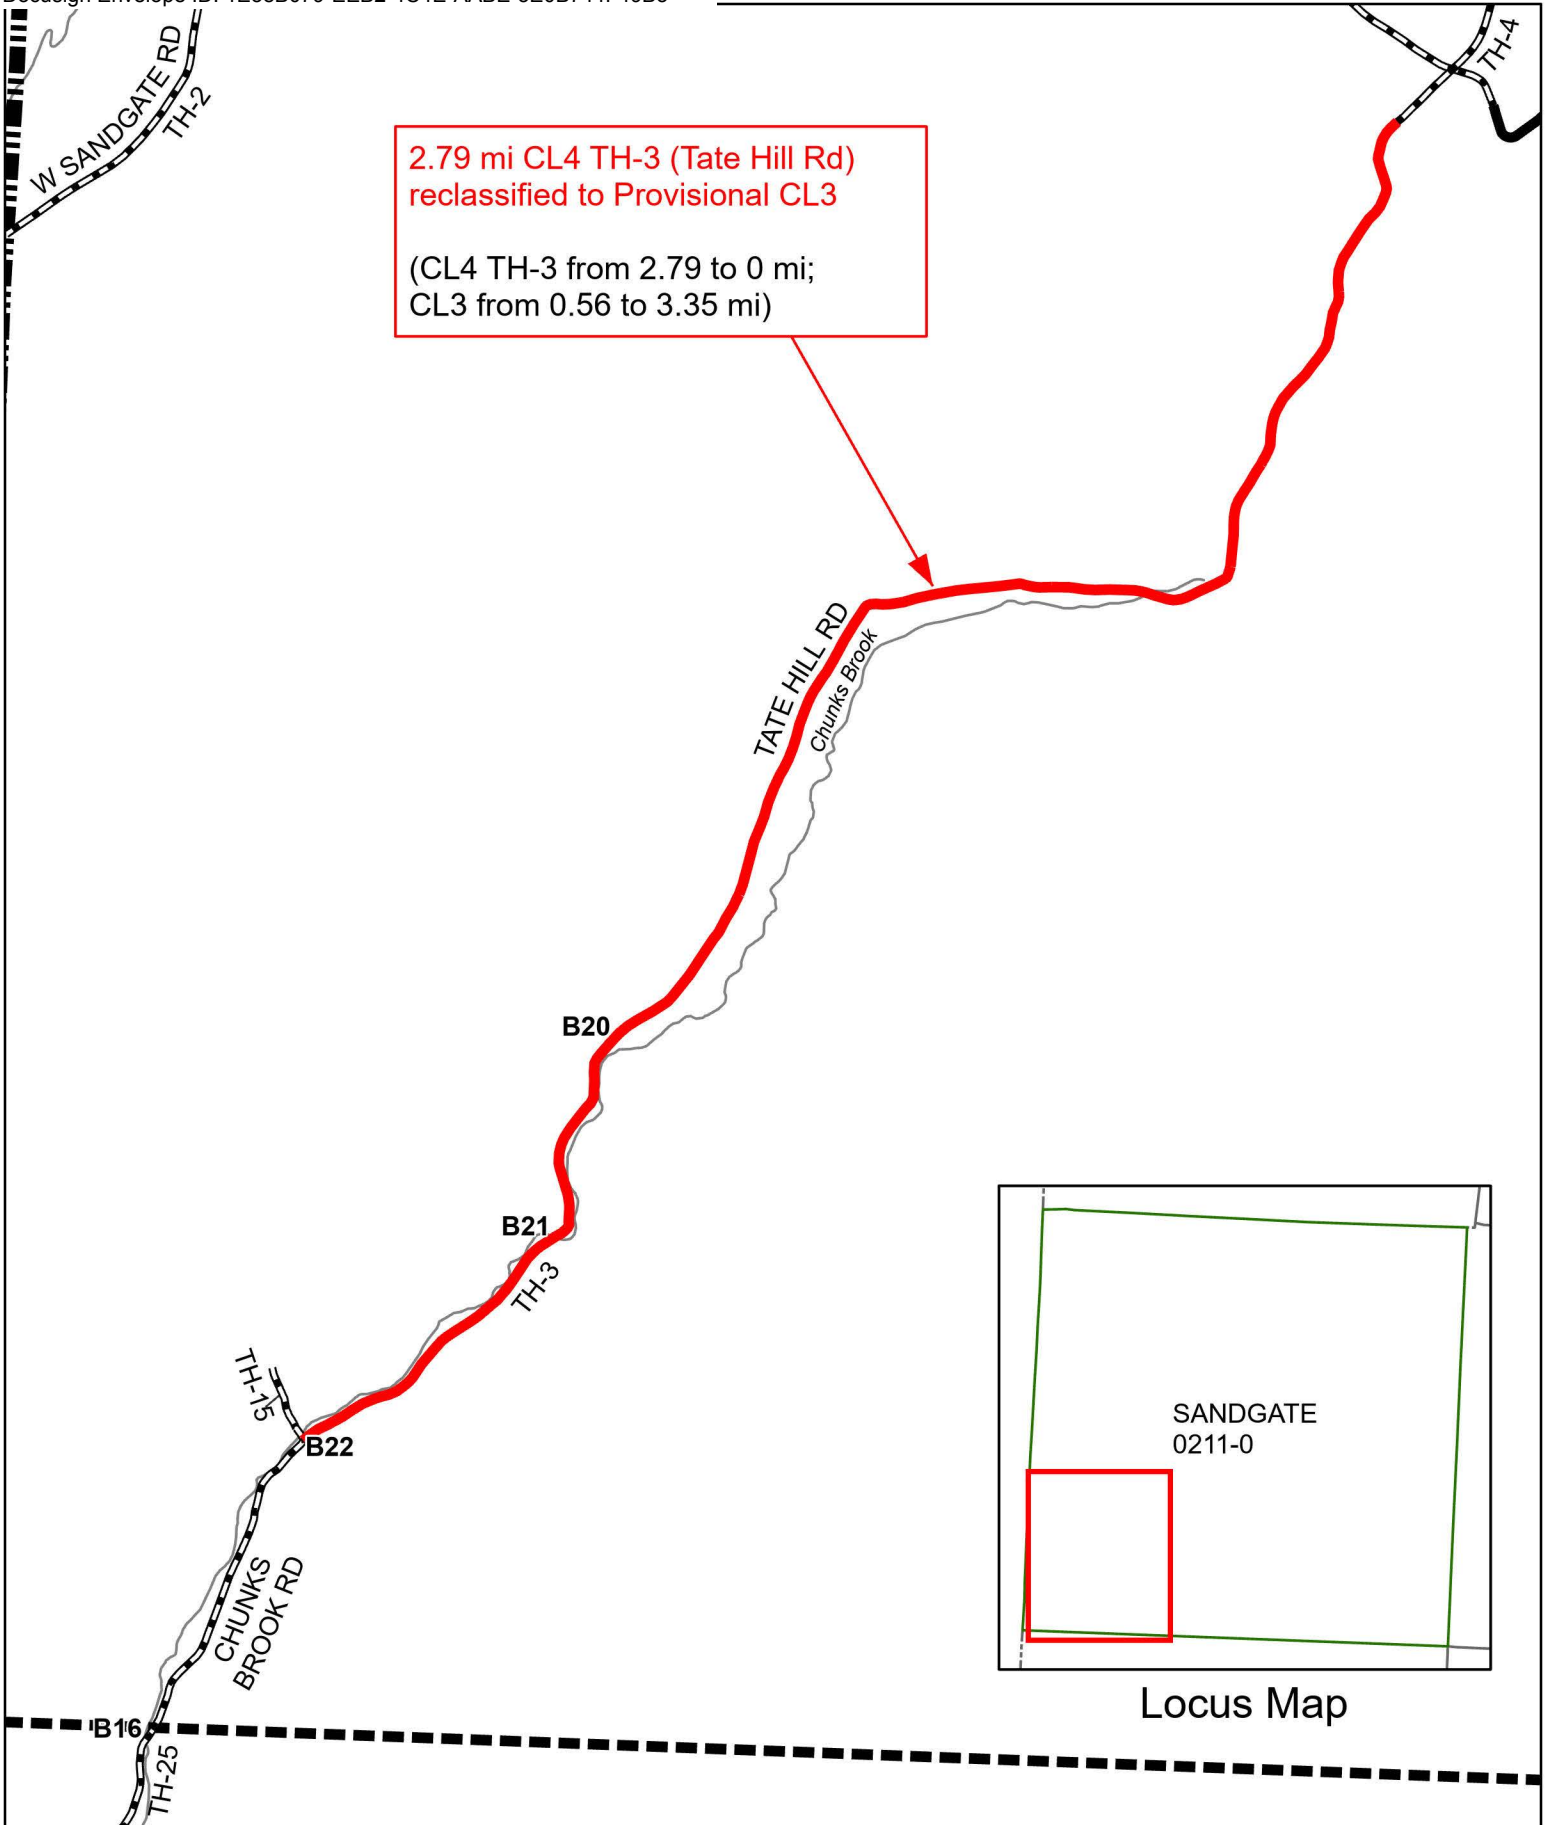 W SANDGATE RD
TH-2
TH-4
2.79 mi CL4 TH-3 (Tate Hill Rd)
reclassified to Provisional CL3
(CL4 TH-3 from 2.79 to 0 mi;
CL3 from 0.56 to 3.35 mi)
TATE HILL RD
Chunks Brook
B20
B21
TH-3
TH-15
B22
SANDGATE
0211-0
CHUNKS
BROOK RD
Locus Map
B16
TH-25